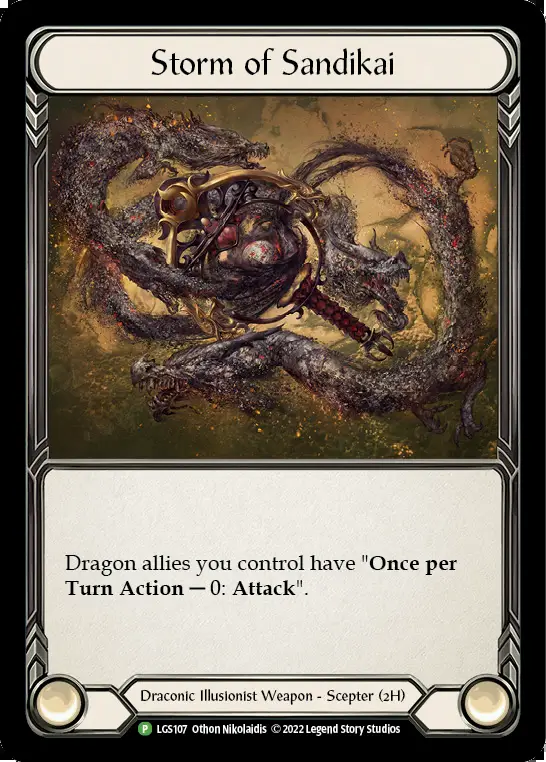 Storm of Sandikai
Dragon allies you control have "Once per
Turn Action — 0: Attack".
Draconic Illusionist Weapon - Scepter (2H)
P LGS107 Othon Nikolaidis © 2022 Legend Story Studios